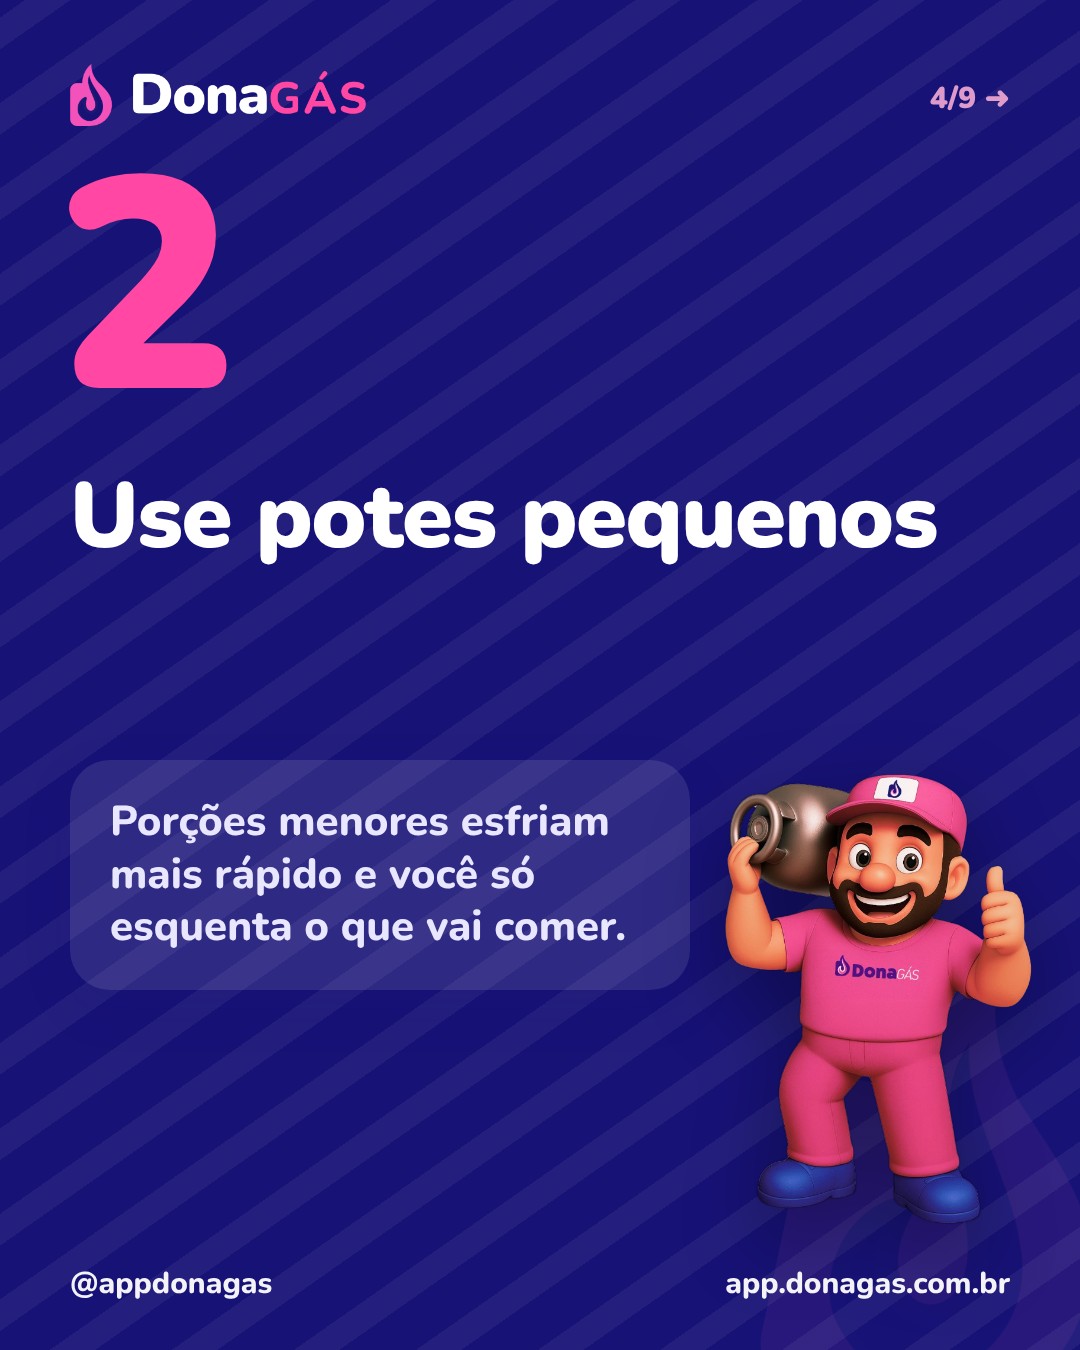 DonaGÁS
4/9 →
2
Use potes pequenos
Porções menores esfriam
mais rápido e você só
esquenta o que vai comer.
DonaGÁS
@appdonagas
app.donagas.com.br